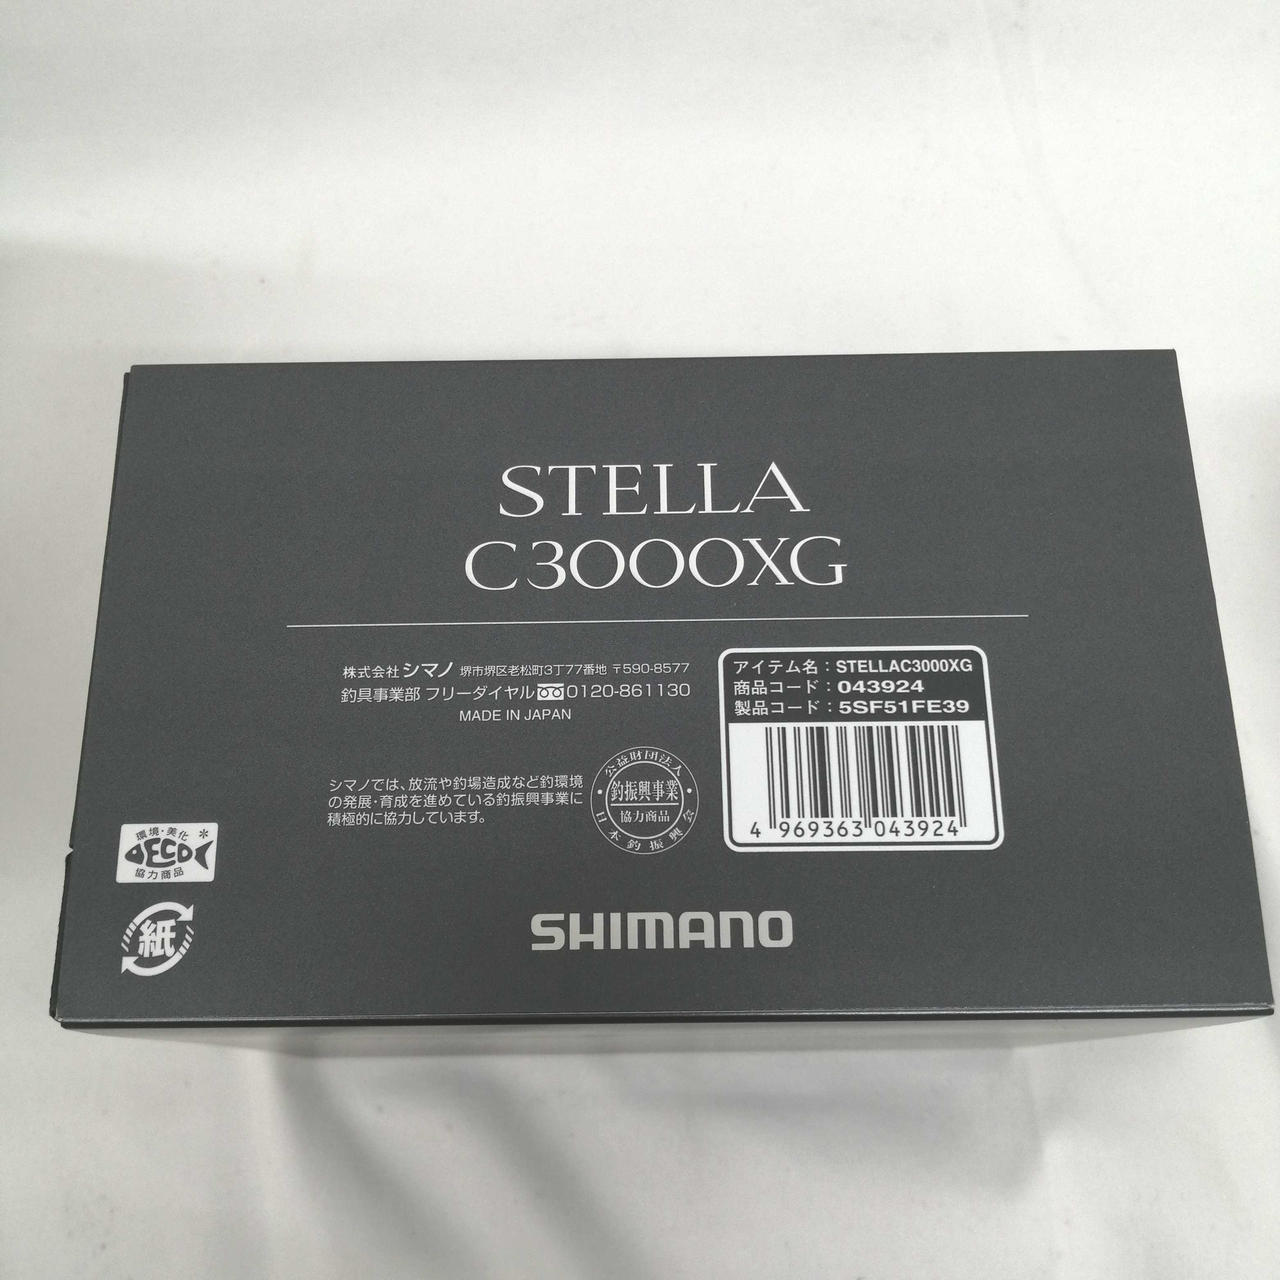 STELLA
C3000XG
株式会社シマノ 堺市堺区老松町3丁77番地 〒590-8577
釣具事業部 フリーダイヤル 0120-861130
MADE IN JAPAN
アイテム名：STELLAC3000XG
商品コード：043924
製品コード：5SF51FE39
4 969363 043924
シマノでは、放流や釣場造成など釣環境
の発展・育成を進めている釣振興事業に
積極的に協力しています。
公益財団法人
釣振興事業
協力商品
日本釣振興会
環境・美化
DECO
協力商品
紙
SHIMANO